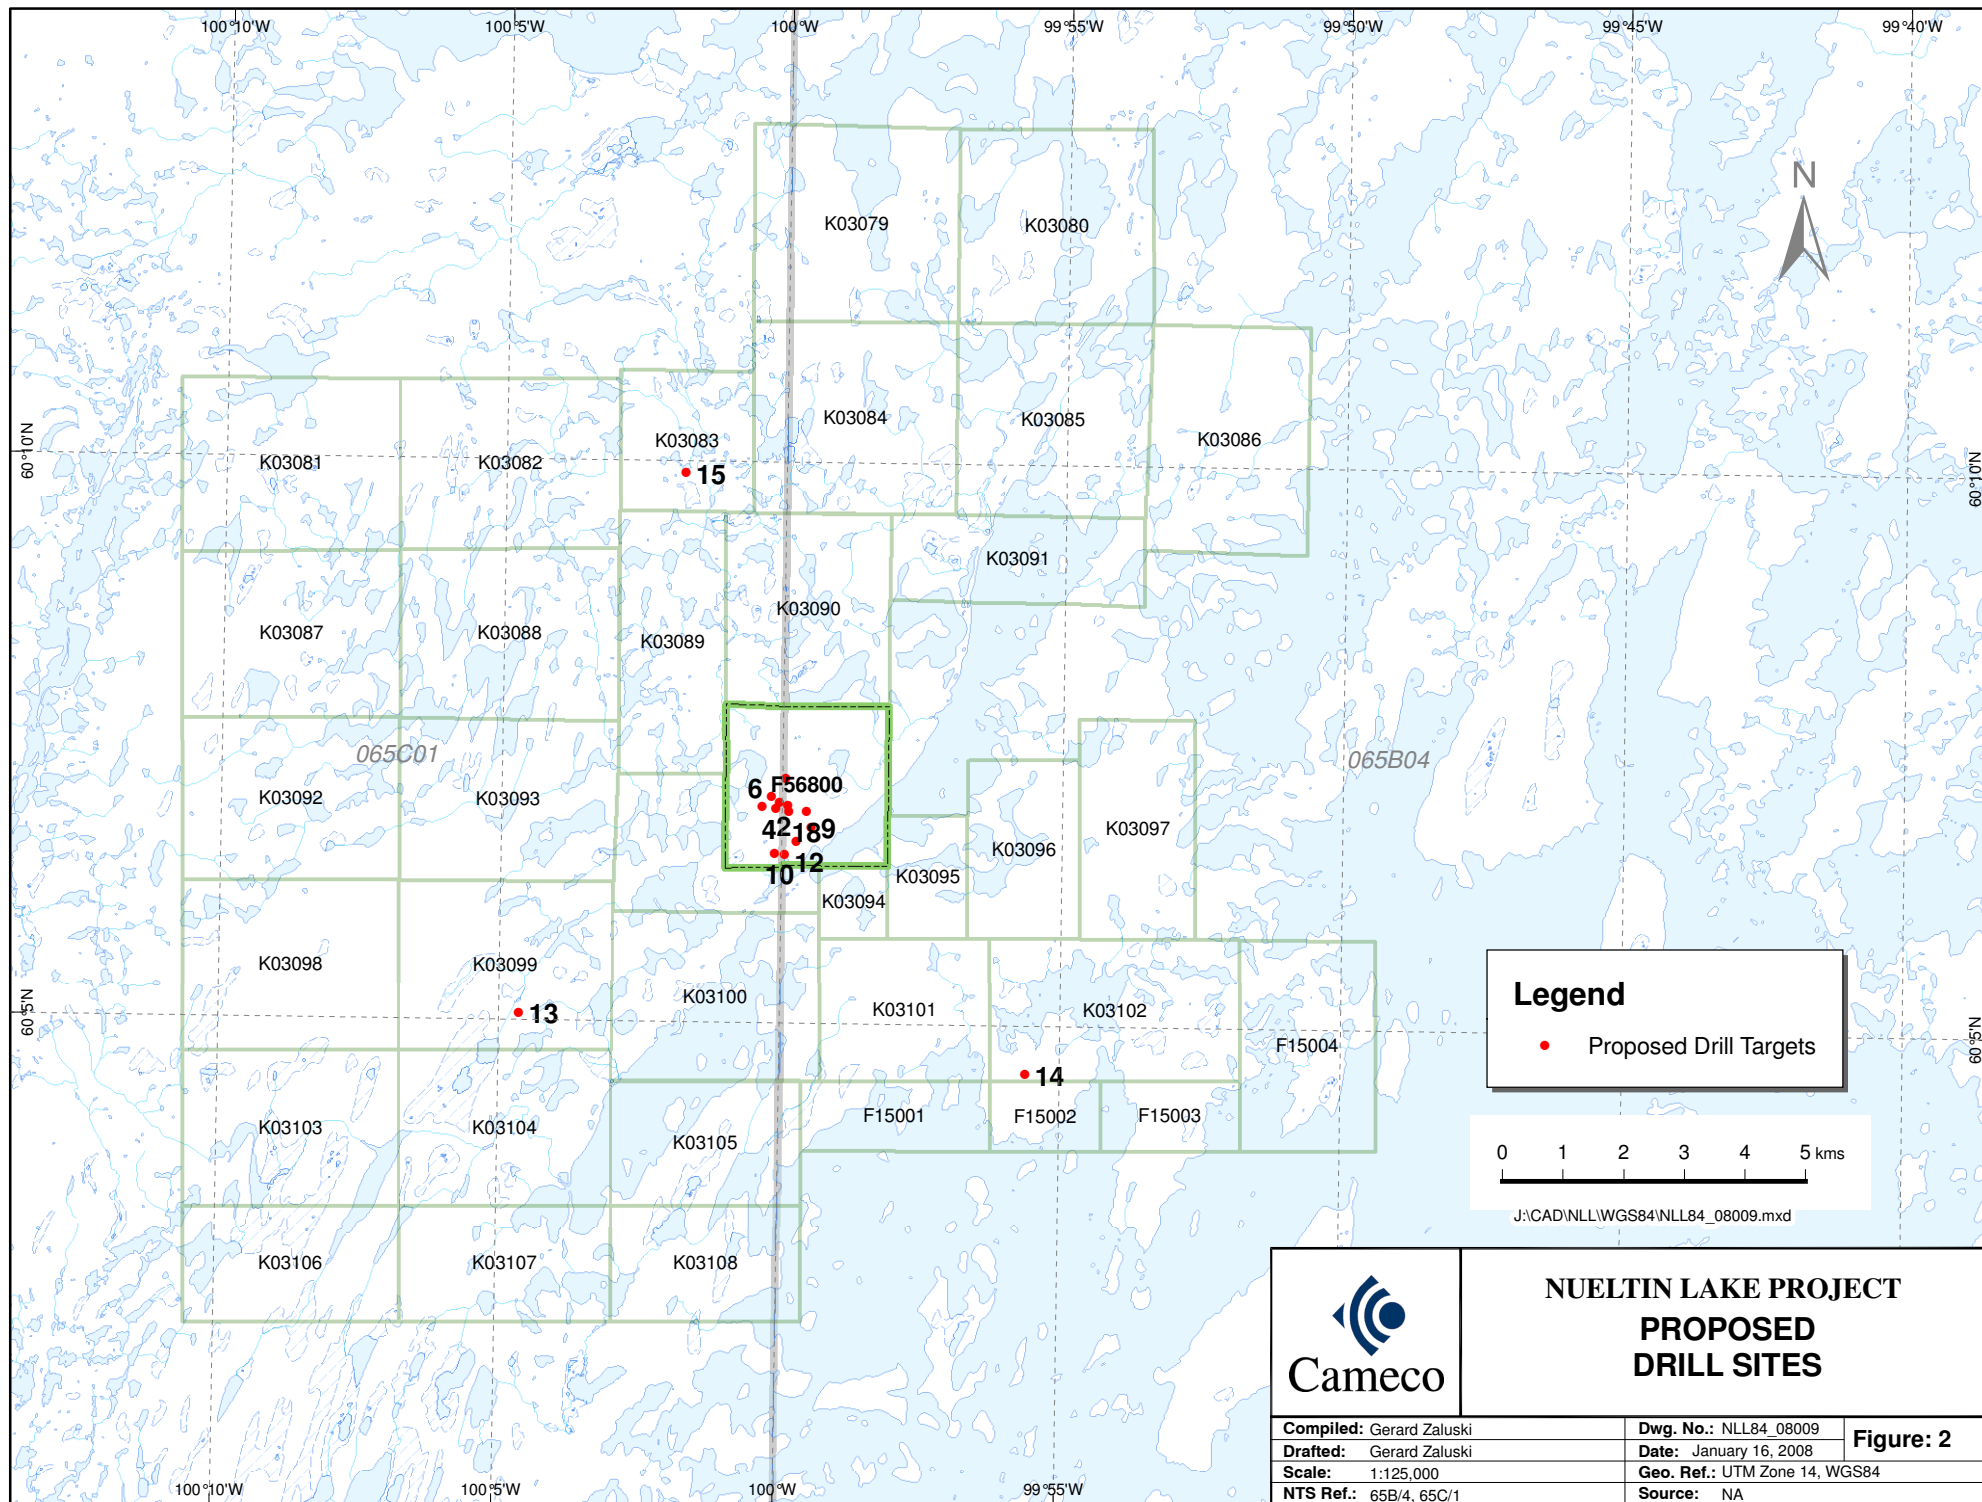 100°10'W 100°5'W 100°W 99°55'W 99°50'W 99°45'W 99°40'W
N
K03079 K03080
K03084 K03085
K03083 K03086
60°10'N 60°10'N
K03081 K03082
15
K03091
K03090
K03087 K03088 K03089
065C01 065B04
6 F56800
K03092 K03093
42 18 9
K03097
K03096
12
10 K03095
K03094
K03098 K03099
K03100 K03101 K03102
13
60°5'N 60°5'N
F15004
14
F15001 F15002 F15003
K03103 K03104
K03105
K03106 K03107 K03108
Legend
Proposed Drill Targets
0 1 2 3 4 5 kms
J:\CAD\NLL\WGS84\NLL84_08009.mxd
Cameco
NUELTIN LAKE PROJECT
PROPOSED
DRILL SITES
Compiled: Gerard Zaluski Dwg. No.: NLL84_08009
Figure: 2
Drafted: Gerard Zaluski Date: January 16, 2008
Scale: 1:125,000 Geo. Ref.: UTM Zone 14, WGS84
NTS Ref.: 65B/4, 65C/1 Source: NA
100°10'W 100°5'W 100°W 99°55'W 99°50'W